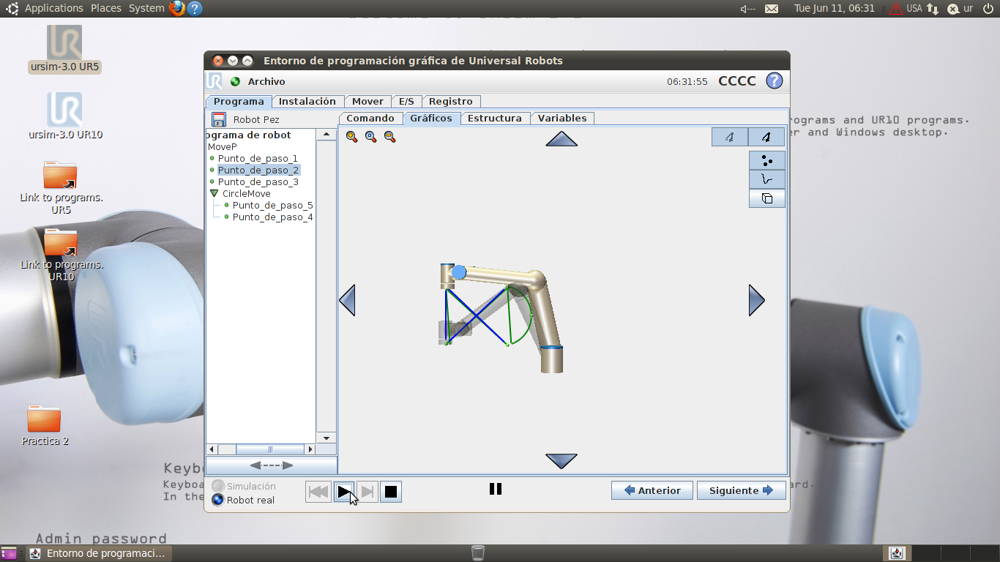 Applications Places System
Tue Jun 11, 06:31 USA ur
UR
ursim-3.0 UR5
UR
ursim-3.0 UR10
Link to programs.
UR5
Link to programs.
UR10
Practica 2
Entorno de programación gráfica de Universal Robots
UR Archivo 06:31:55 CCCC ?
Programa Instalación Mover E/S Registro
Robot Pez
Comando Gráficos Estructura Variables
ograma de robot
MoveP
Punto_de_paso_1
Punto_de_paso_2
Punto_de_paso_3
CircleMove
Punto_de_paso_5
Punto_de_paso_4
Simulación
Robot real
Anterior Siguiente
rograms and UR10 programs.
er and Windows desktop.
Keyb
Keyboa
ard.
In the
Admin password
Entorno de programaci...